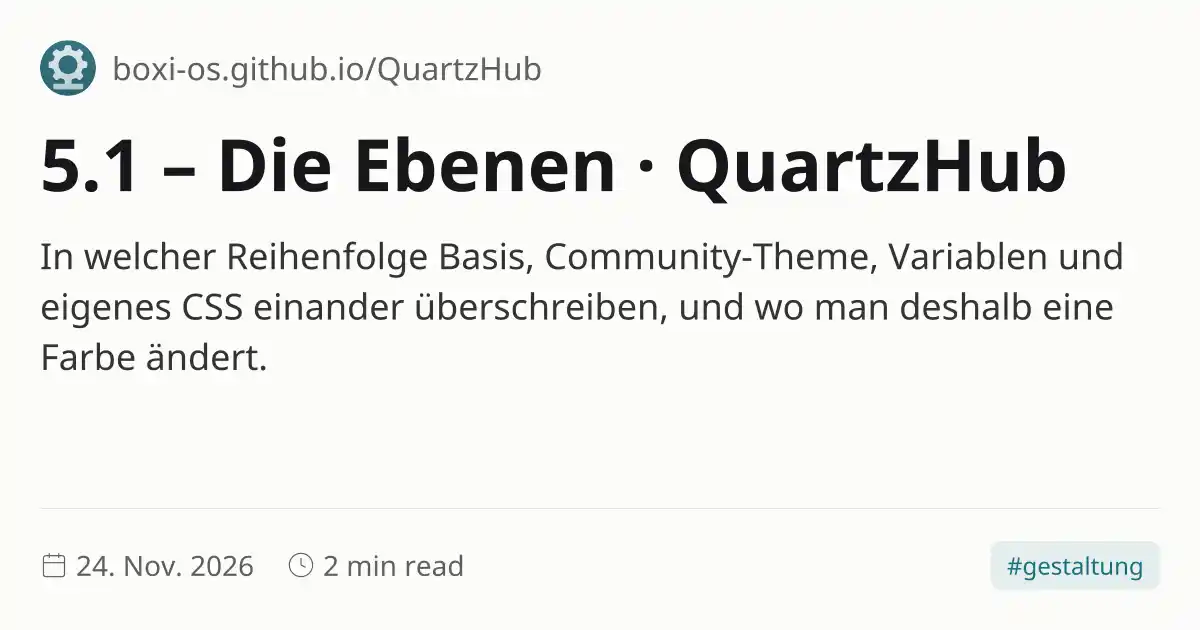 boxi-os.github.io/QuartzHub
5.1 – Die Ebenen · QuartzHub
In welcher Reihenfolge Basis, Community-Theme, Variablen und
eigenes CSS einander überschreiben, und wo man deshalb eine
Farbe ändert.
24. Nov. 2026
2 min read
#gestaltung